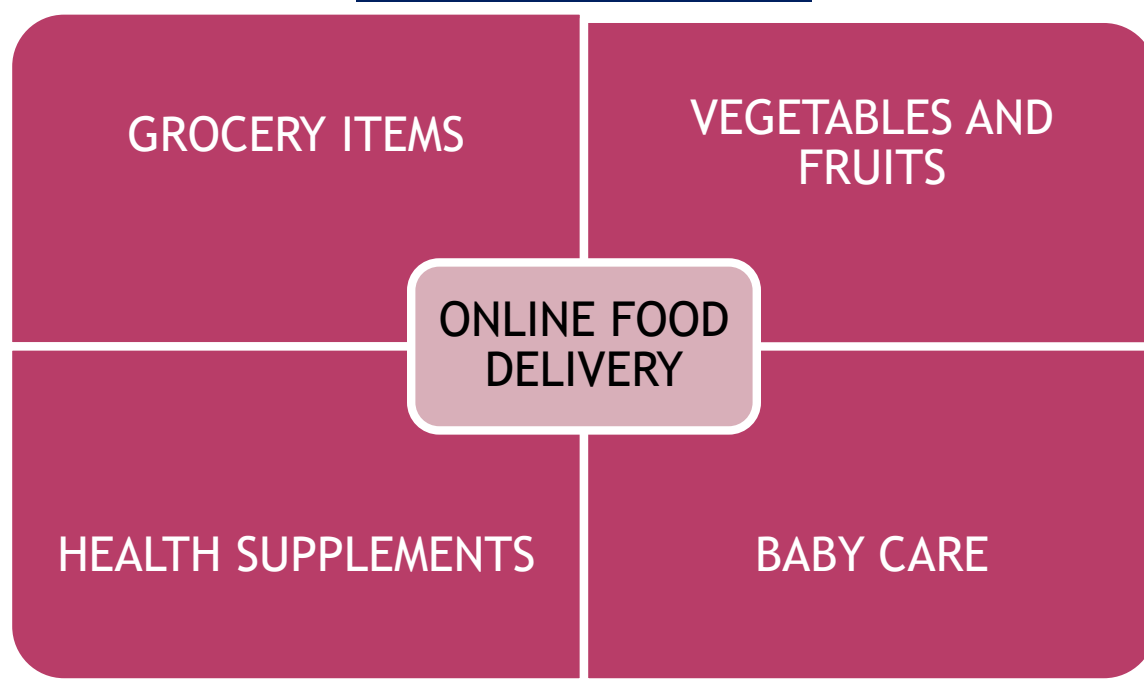 GROCERY ITEMS
VEGETABLES AND
FRUITS
ONLINE FOOD
DELIVERY
HEALTH SUPPLEMENTS
BABY CARE